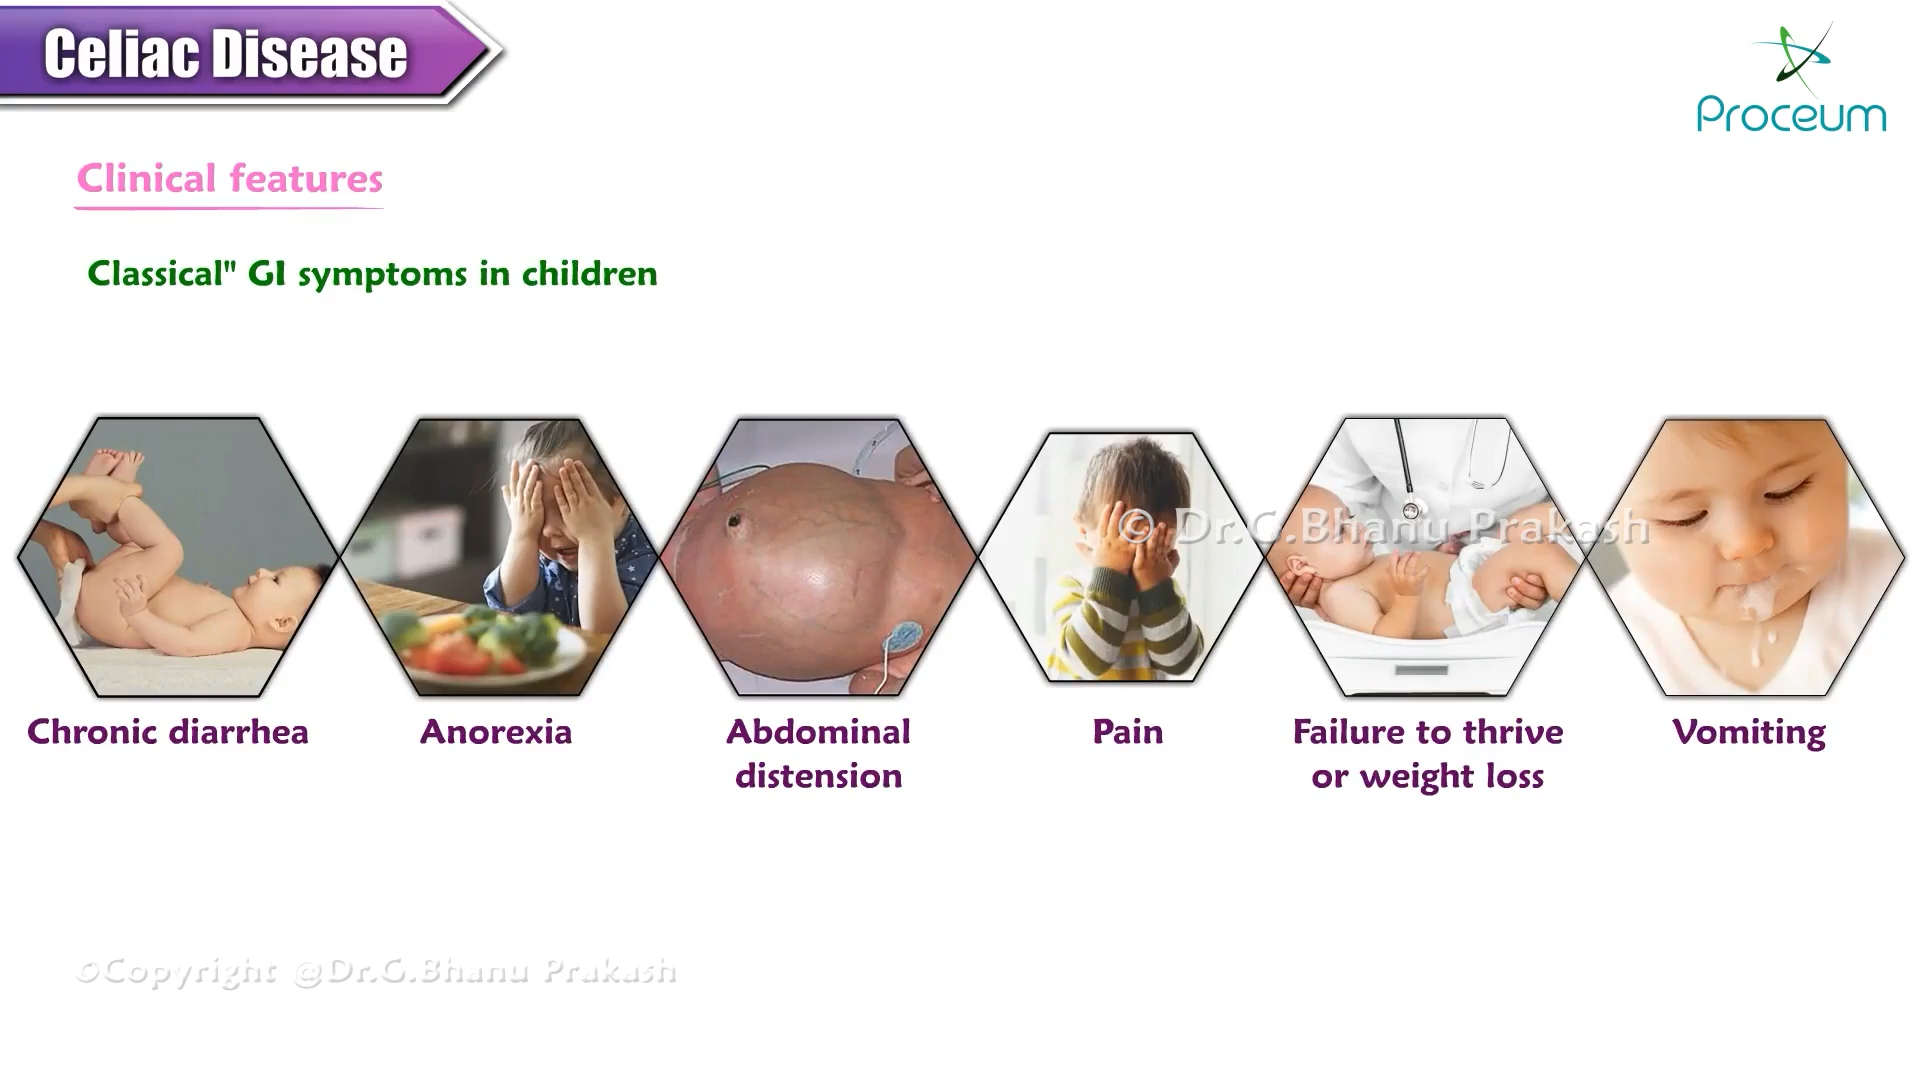 Celiac Disease
Proceum
Clinical features
Classical" GI symptoms in children
© Dr.G.Bhanu Prakash
Chronic diarrhea
Anorexia
Abdominal
distension
Pain
Failure to thrive
or weight loss
Vomiting
©Copyright @Dr.G.Bhanu Prakash